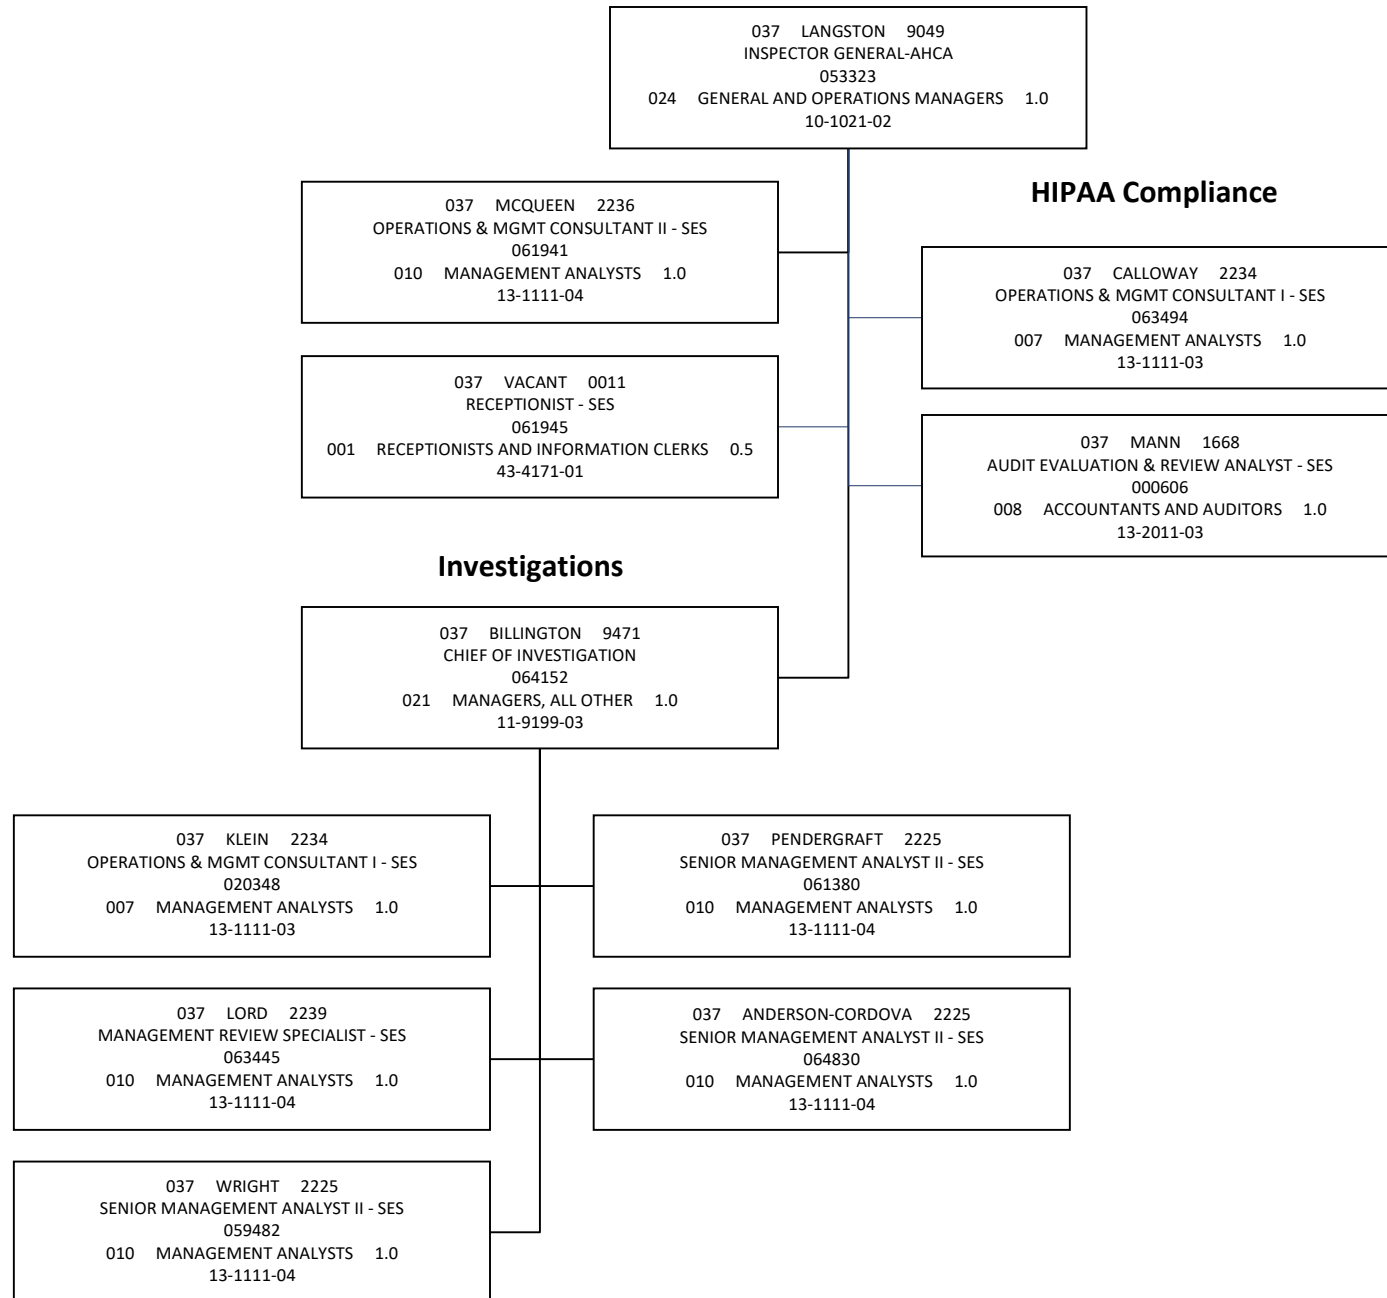 037 LANGSTON 9049
INSPECTOR GENERAL-AHCA
053323
024 GENERAL AND OPERATIONS MANAGERS 1.0
10-1021-02
037 MCQUEEN 2236
OPERATIONS & MGMT CONSULTANT II - SES
061941
010 MANAGEMENT ANALYSTS 1.0
13-1111-04
HIPAA Compliance
037 CALLOWAY 2234
OPERATIONS & MGMT CONSULTANT I - SES
063494
007 MANAGEMENT ANALYSTS 1.0
13-1111-03
037 VACANT 0011
RECEPTIONIST - SES
061945
001 RECEPTIONISTS AND INFORMATION CLERKS 0.5
43-4171-01
037 MANN 1668
AUDIT EVALUATION & REVIEW ANALYST - SES
000606
008 ACCOUNTANTS AND AUDITORS 1.0
13-2011-03
Investigations
037 BILLINGTON 9471
CHIEF OF INVESTIGATION
064152
021 MANAGERS, ALL OTHER 1.0
11-9199-03
037 KLEIN 2234
OPERATIONS & MGMT CONSULTANT I - SES
020348
007 MANAGEMENT ANALYSTS 1.0
13-1111-03
037 PENDERGRAFT 2225
SENIOR MANAGEMENT ANALYST II - SES
061380
010 MANAGEMENT ANALYSTS 1.0
13-1111-04
037 LORD 2239
MANAGEMENT REVIEW SPECIALIST - SES
063445
010 MANAGEMENT ANALYSTS 1.0
13-1111-04
037 ANDERSON-CORDOVA 2225
SENIOR MANAGEMENT ANALYST II - SES
064830
010 MANAGEMENT ANALYSTS 1.0
13-1111-04
037 WRIGHT 2225
SENIOR MANAGEMENT ANALYST II - SES
059482
010 MANAGEMENT ANALYSTS 1.0
13-1111-04